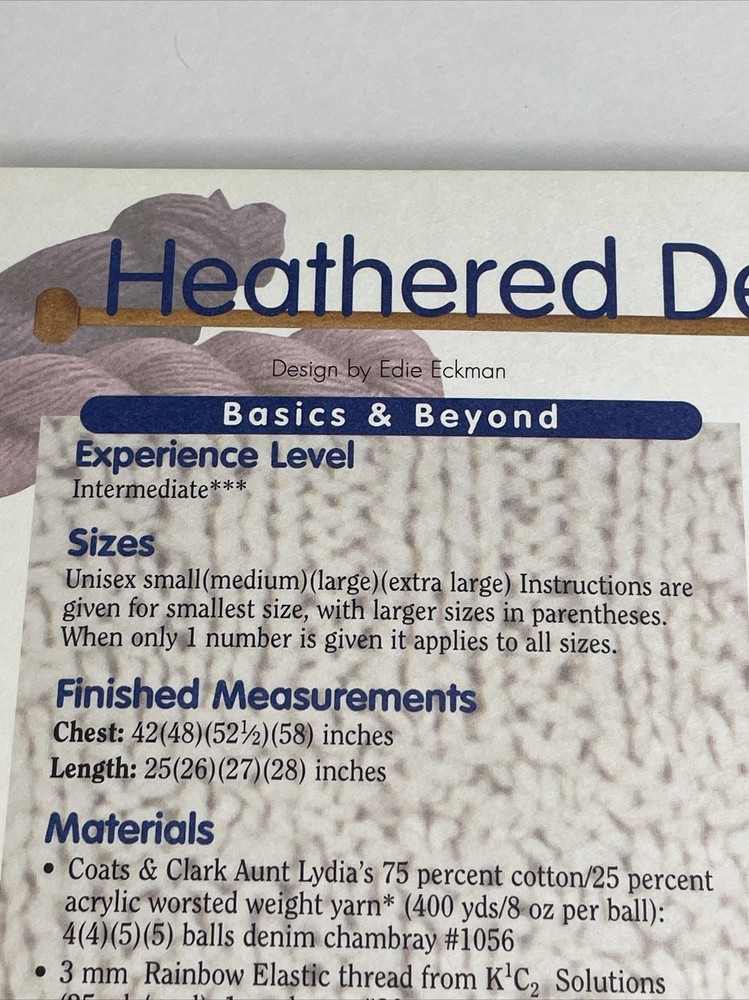 Heathered De
Design by Edie Eckman
Basics & Beyond
Experience Level
Intermediate***
Sizes
Unisex small(medium)(large)(extra large) Instructions are
given for smallest size, with larger sizes in parentheses.
When only 1 number is given it applies to all sizes.
Finished Measurements
Chest: 42(48)(52½)(58) inches
Length: 25(26)(27)(28) inches
Materials
• Coats & Clark Aunt Lydia's 75 percent cotton/25 percent
acrylic worsted weight yarn* (400 yds/8 oz per ball):
4(4)(5)(5) balls denim chambray #1056
• 3 mm Rainbow Elastic thread from K¹C₂ Solutions